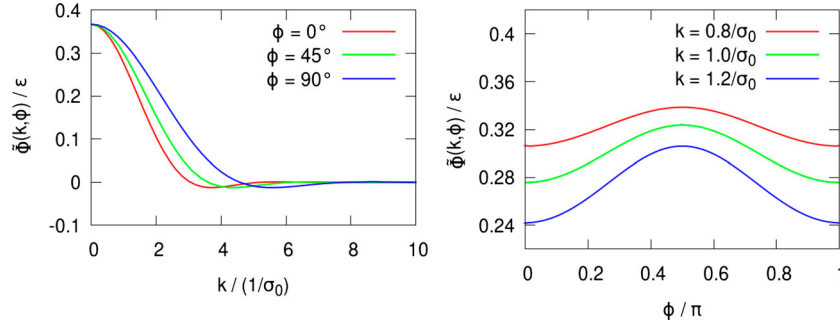 0.4
0.3
0.2
0.1
0
-0.1
0 2 4 6 8 10
Φ̃(k,ϕ) / ε
k / (1/σ₀)
ϕ = 0°
ϕ = 45°
ϕ = 90°
0.4
0.36
0.32
0.28
0.24
0 0.2 0.4 0.6 0.8 1
Φ̃(k,ϕ) / ε
ϕ / π
k = 0.8/σ₀
k = 1.0/σ₀
k = 1.2/σ₀